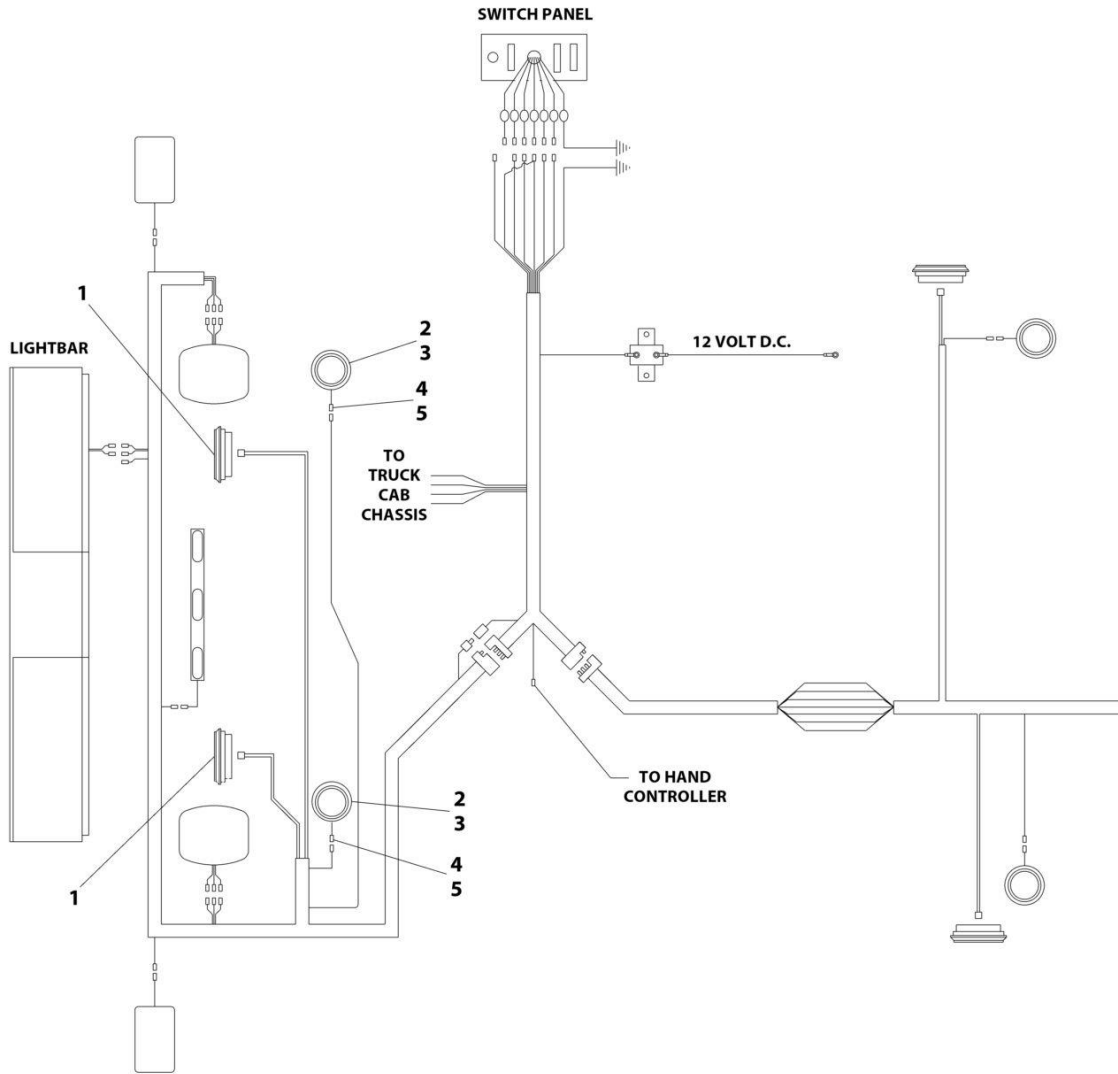 SWITCH PANEL
1
LIGHTBAR
2
3
12 VOLT D.C.
4
5
TO
TRUCK
CAB
CHASSIS
TO HAND
CONTROLLER
2
3
1
4
5